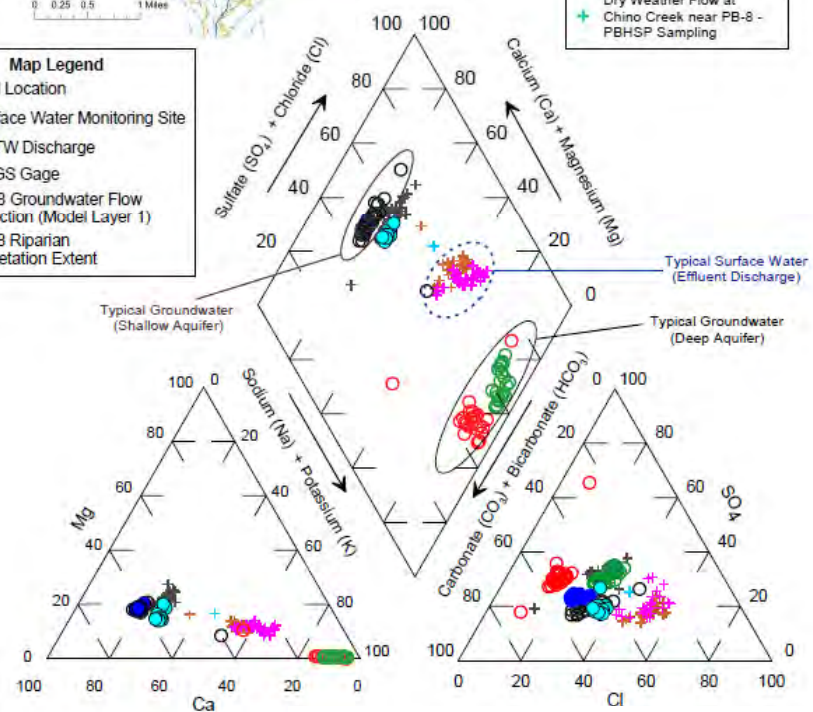 0 0.25 0.5 1 Miles
Dry Weather Flow at
Chino Creek near PB-8 -
PBHSP Sampling
Map Legend
Location
face Water Monitoring Site
TW Discharge
GS Gage
Groundwater Flow
ction (Model Layer 1)
Riparian
etation Extent
100 100
80 80
60 60
40 40
20 20
0
Sulfate (SO4) + Chloride (Cl)
Calcium (Ca) + Magnesium (Mg)
Typical Surface Water
(Effluent Discharge)
Typical Groundwater
(Shallow Aquifer)
Typical Groundwater
(Deep Aquifer)
Sodium (Na) + Potassium (K)
Carbonate (CO3) + Bicarbonate (HCO3)
100 0
80 20
60 40
40 60
20 80
0 100
Mg
100 80 60 40 20 0
Ca
0 100
20 80
40 60
60 40
80 20
100 0
SO4
0 20 40 60 80 100
Cl